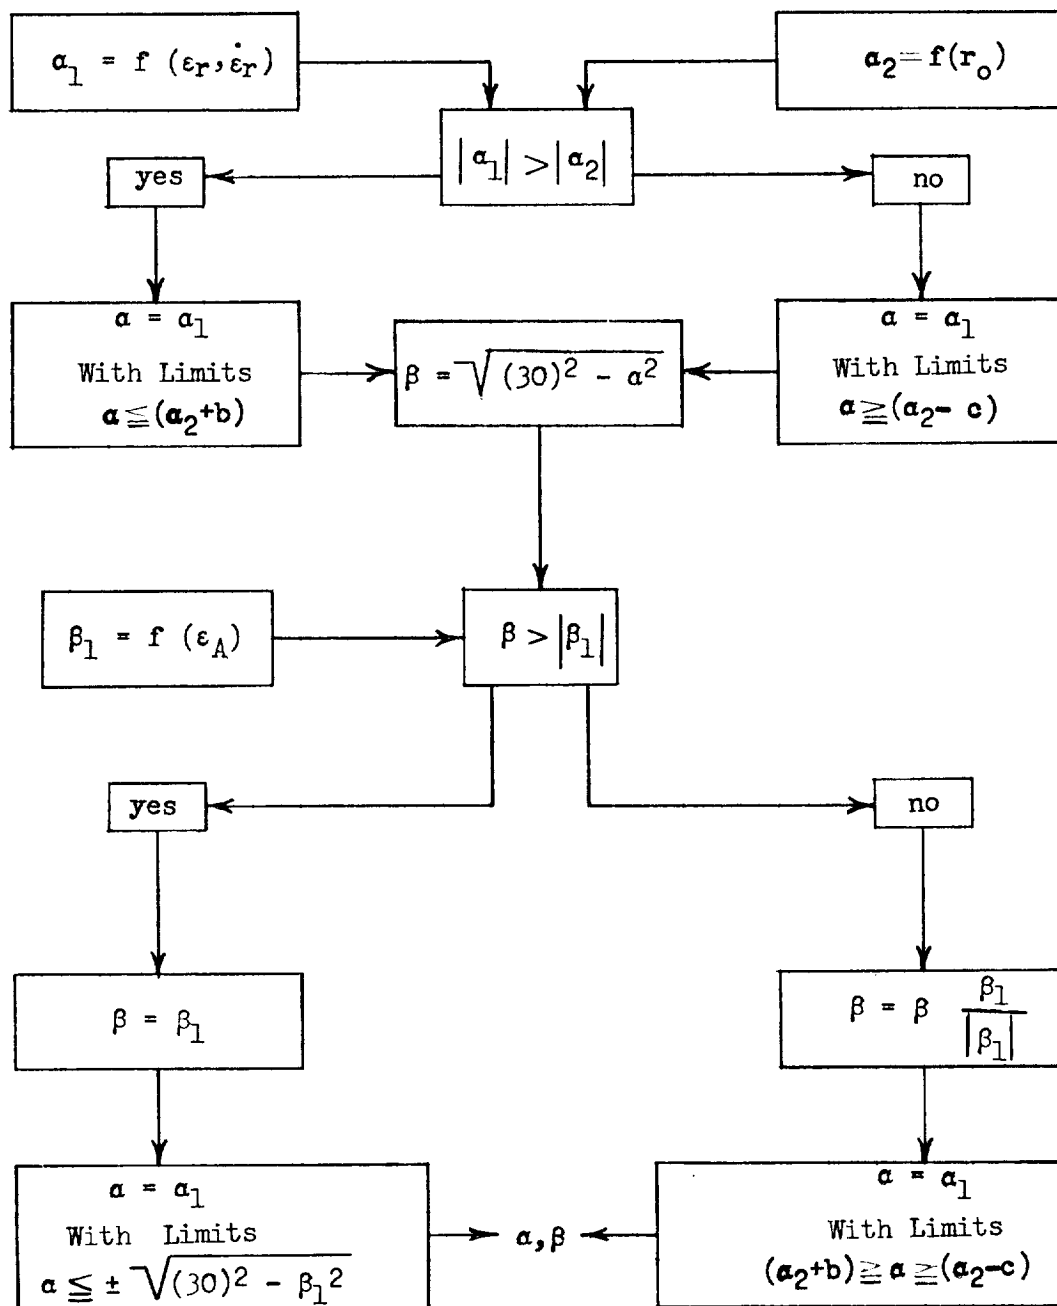 α₁ = f (εᵣ, ε̇ᵣ)
α₂ = f(r₀)
|α₁| > |α₂|
yes
no
α = α₁
With Limits
α ≦ (α₂+b)
β = √((30)² - α²)
α = α₁
With Limits
α ≧ (α₂- c)
β₁ = f (ε_A)
β > |β₁|
yes
no
β = β₁
β = β β₁/|β₁|
α = α₁
With Limits
α ≦ ± √((30)² - β₁²)
α,β
α = α₁
With Limits
(α₂+b) ≧ α ≧ (α₂-c)